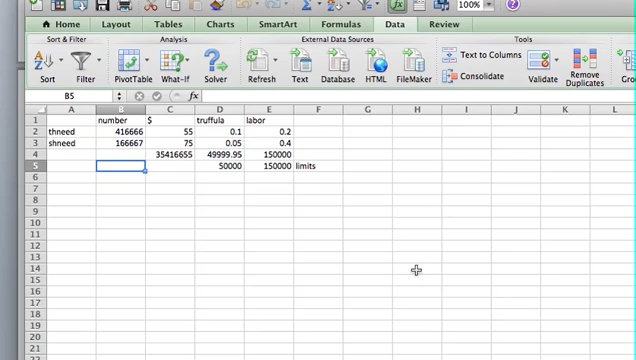 100%
Home Layout Tables Charts SmartArt Formulas Data Review
Sort & Filter Analysis External Data Sources Tools
Text to Columns
Consolidate
Sort Filter PivotTable What-If Solver Refresh Text Database HTML FileMaker Validate Remove Duplicates
B5 fx
A B C D E F G H I J K L
1 number $ truffula labor
2 thneed 416666 55 0.1 0.2
3 shneed 166667 75 0.05 0.4
4 35416655 49999.95 150000
5 50000 150000 limits
6
7
8
9
10
11
12
13
14
15
16
17
18
19
20
21
22